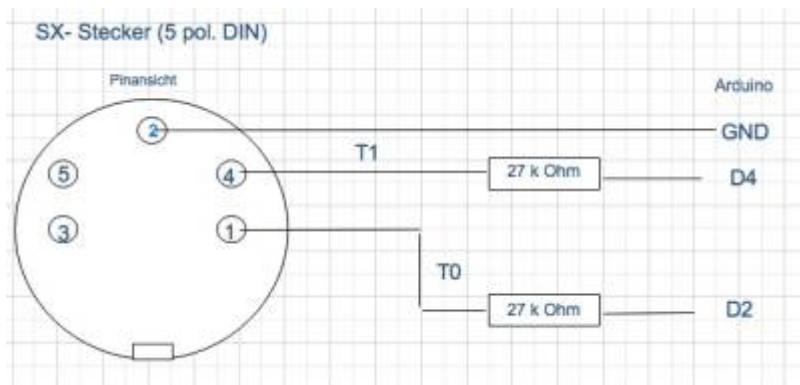 SX- Stecker (5 pol. DIN)
Pinansicht
Arduino
2
GND
T1
5
4
27 k Ohm
D4
3
1
T0
27 k Ohm
D2